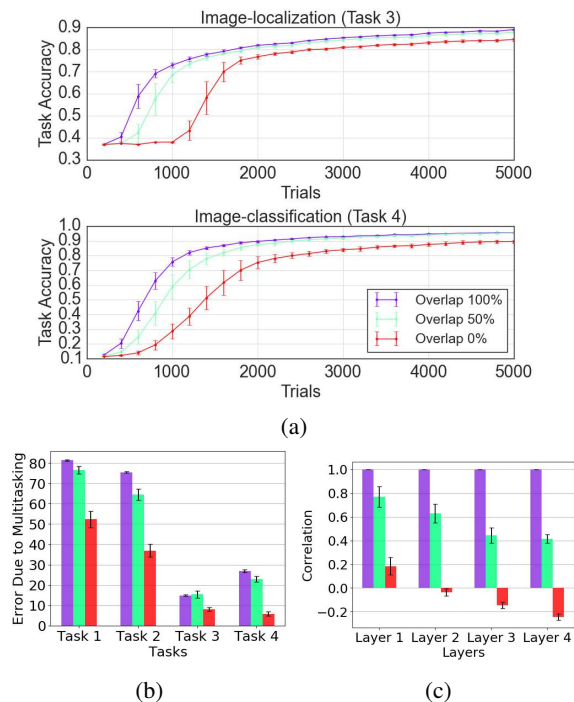 Image-localization (Task 3)
Task Accuracy
0.9
0.8
0.7
0.6
0.5
0.4
0.3
0 1000 2000 3000 4000 5000
Trials
Image-classification (Task 4)
Task Accuracy
1.0
0.9
0.8
0.7
0.6
0.5
0.4
0.3
0.2
0.1
Overlap 100%
Overlap 50%
Overlap 0%
0 1000 2000 3000 4000 5000
Trials
(a)
Error Due to Multitasking
80
70
60
50
40
30
20
10
0
Task 1 Task 2 Task 3 Task 4
Tasks
(b)
Correlation
1.0
0.8
0.6
0.4
0.2
0.0
−0.2
Layer 1 Layer 2 Layer 3 Layer 4
Layers
(c)